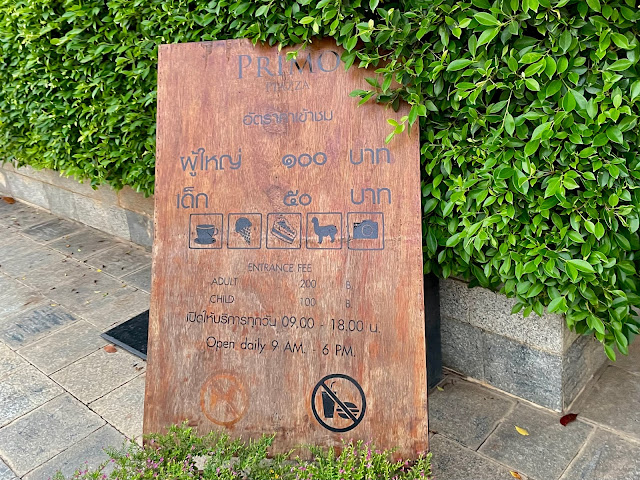 PRIMO
PIAZZA
อัตราค่าเข้าชม
ผู้ใหญ่ ๑๐๐ บาท
เด็ก ๕๐ บาท
ENTRANCE FEE
ADULT 200 B.
CHILD 100 B.
เปิดให้บริการทุกวัน 09.00 - 18.00 น.
Open daily 9 AM. - 6 PM.